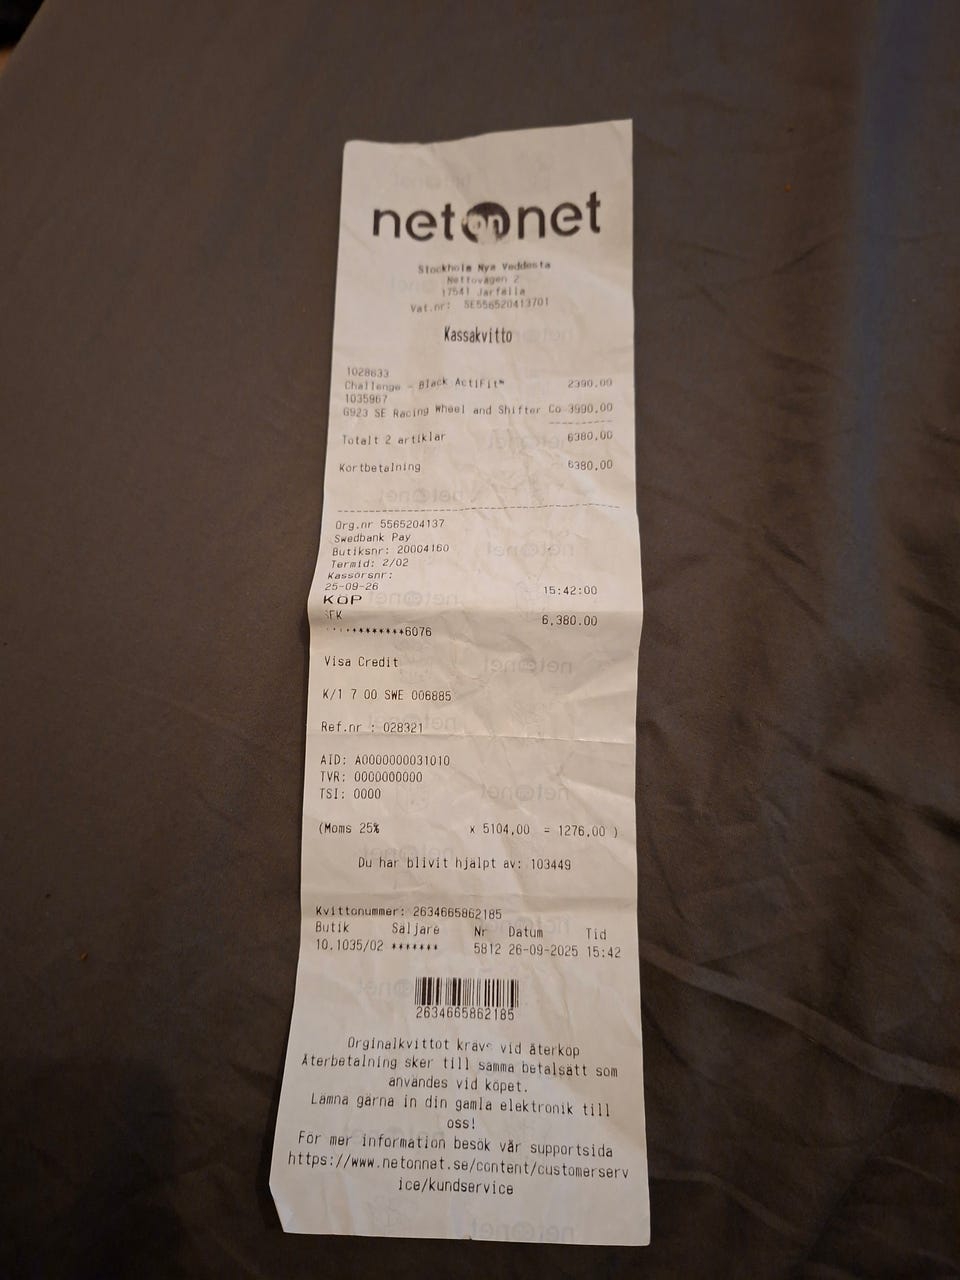 net on net
Stockholm Nya Veddesta
Nettovägen 2
17541 Jarfalla
Vat.nr: SE556520413701
Kassakvitto
1028633
Challenge - Black ActiFit™ 2390,00
1035967
G923 SE Racing Wheel and Shifter Co 3990,00
Totalt 2 artiklar 6380,00
Kortbetalning 6380,00
Org.nr 5565204137
Swedbank Pay
Butiksnr: 20004160
Termid: 2/02
Kassörsnr:
25-09-26 15:42:00
KÖP
6,380.00
************6076
Visa Credit
K/1 7 00 SWE 006885
Ref.nr : 028321
AID: A0000000031010
TVR: 0000000000
TSI: 0000
(Moms 25% x 5104,00 = 1276,00 )
Du har blivit hjälpt av: 103449
Kvittonummer: 2634665862185
Butik Säljare Nr Datum Tid
10.1035/02 ******* 5812 26-09-2025 15:42
2634665862185
Orginalkvittot krävs vid återköp
Återbetalning sker till samma betalsätt som
användes vid köpet.
Lämna gärna in din gamla elektronik till
oss!
För mer information besök vår supportsida
https://www.netonnet.se/content/customerserv
ice/kundservice